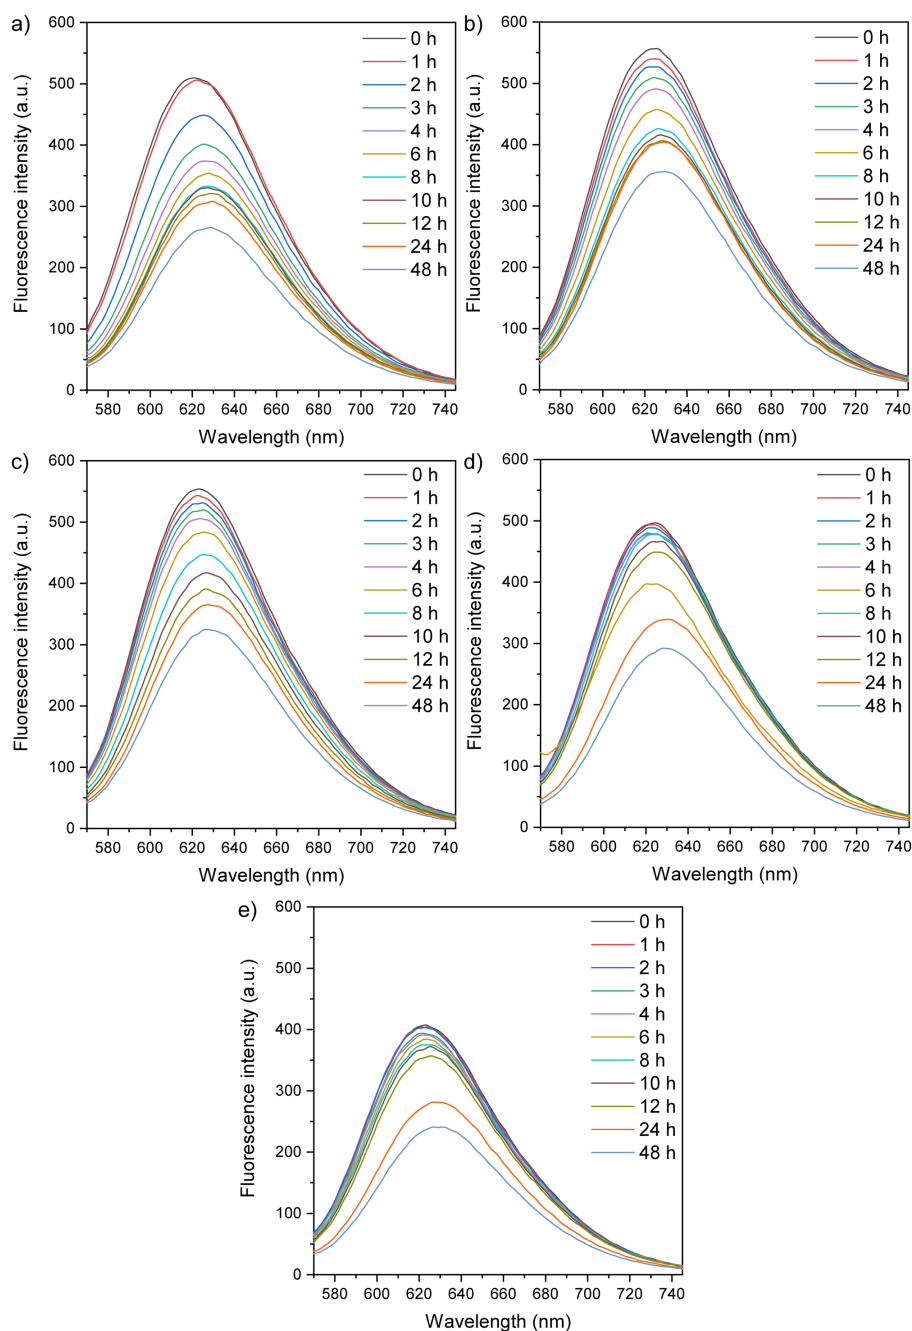 a)
600
500
400
300
200
100
0
Fluorescence intensity (a.u.)
0 h
1 h
2 h
3 h
4 h
6 h
8 h
10 h
12 h
24 h
48 h
580 600 620 640 660 680 700 720 740
Wavelength (nm)
b)
600
500
400
300
200
100
0
Fluorescence intensity (a.u.)
0 h
1 h
2 h
3 h
4 h
6 h
8 h
10 h
12 h
24 h
48 h
580 600 620 640 660 680 700 720 740
Wavelength (nm)
c)
600
500
400
300
200
100
0
Fluorescence intensity (a.u.)
0 h
1 h
2 h
3 h
4 h
6 h
8 h
10 h
12 h
24 h
48 h
580 600 620 640 660 680 700 720 740
Wavelength (nm)
d)
600
500
400
300
200
100
0
Fluorescence intensity (a.u.)
0 h
1 h
2 h
3 h
4 h
6 h
8 h
10 h
12 h
24 h
48 h
580 600 620 640 660 680 700 720 740
Wavelength (nm)
e)
600
500
400
300
200
100
0
Fluorescence intensity (a.u.)
0 h
1 h
2 h
3 h
4 h
6 h
8 h
10 h
12 h
24 h
48 h
580 600 620 640 660 680 700 720 740
Wavelength (nm)